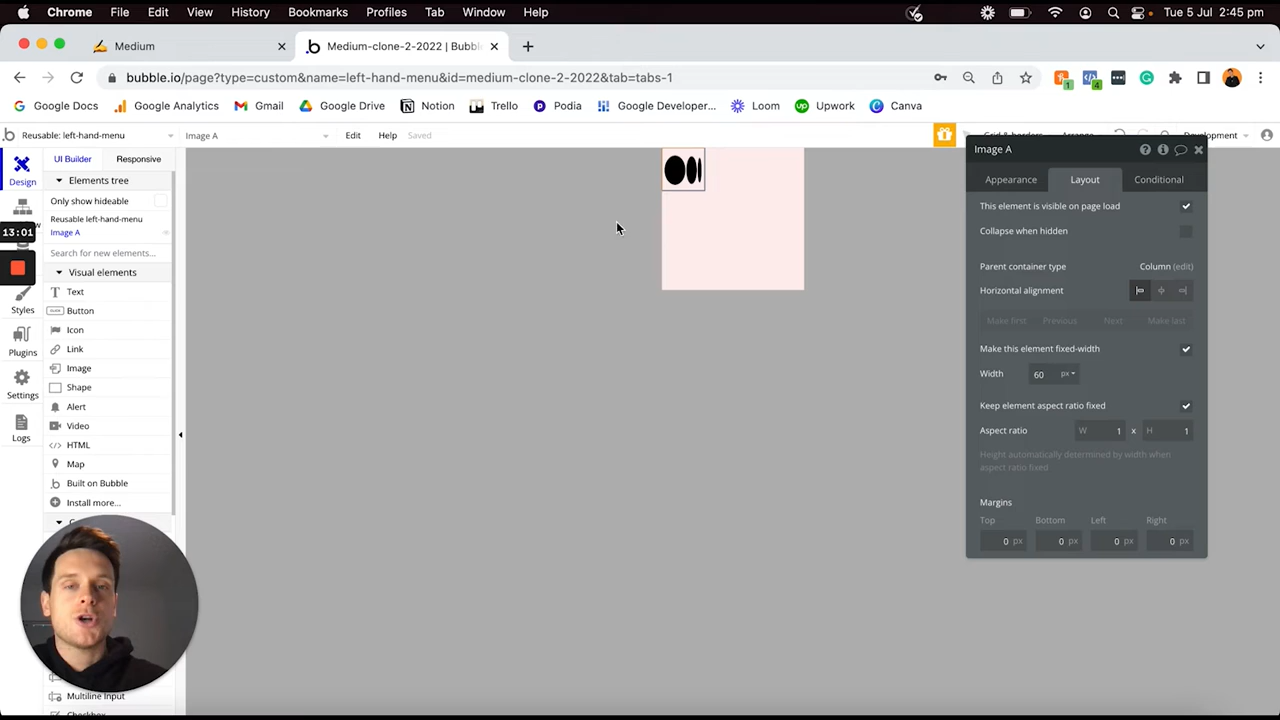 Chrome File Edit View History Bookmarks Profiles Tab Window Help Tue 5 Jul 2:45 pm
Medium Medium-clone-2-2022 | Bubbl
bubble.io/page?type=custom&name=left-hand-menu&id=medium-clone-2-2022&tab=tabs-1
Google Docs Google Analytics Gmail Google Drive Notion Trello Podia Google Developer... Loom Upwork Canva
Reusable: left-hand-menu Image A Edit Help Saved Grid & borders Arrange Development
UI Builder Responsive
Design
Elements tree
Only show hideable
Reusable left-hand-menu
Image A
13:01
Search for new elements...
Visual elements
Text
Button
Icon
Link
Image
Shape
Alert
Video
HTML
Map
Built on Bubble
Install more...
Multiline Input
Checkbox
Styles
Plugins
Settings
Logs
Image A
Appearance Layout Conditional
This element is visible on page load
Collapse when hidden
Parent container type Column (edit)
Horizontal alignment
Make first Previous Next Make last
Make this element fixed-width
Width 60 px
Keep element aspect ratio fixed
Aspect ratio W 1 x H 1
Height automatically determined by width when
aspect ratio fixed
Margins
Top Bottom Left Right
0 px 0 px 0 px 0 px